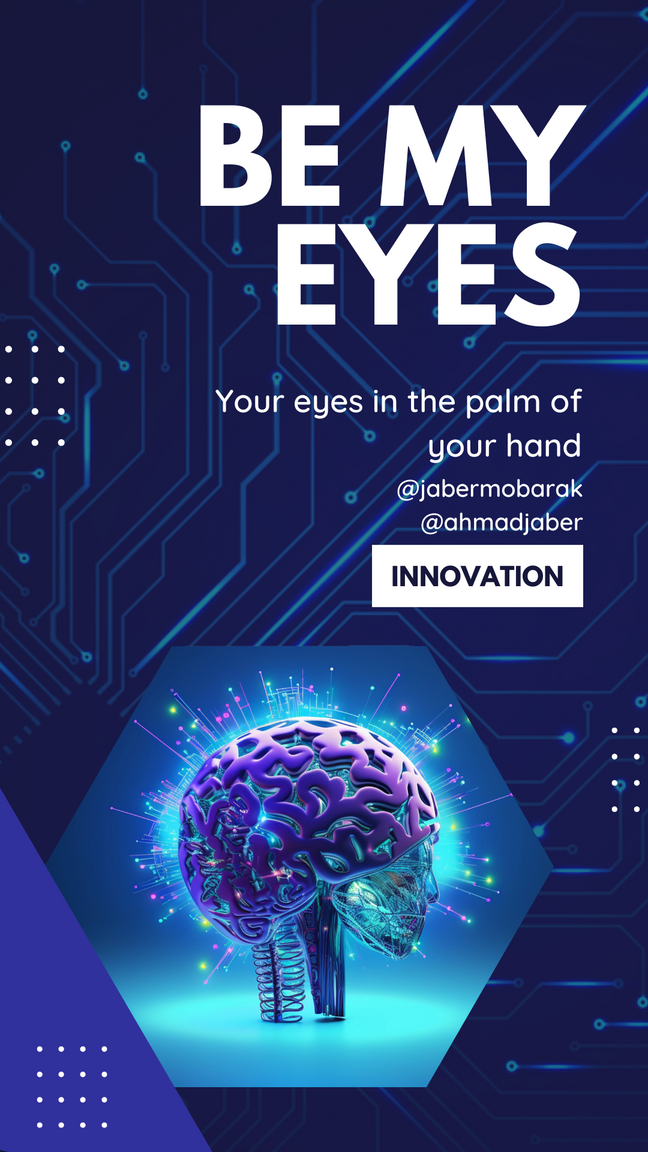 BE MY
EYES
Your eyes in the palm of
your hand
@jabermobarak
@ahmadjaber
INNOVATION